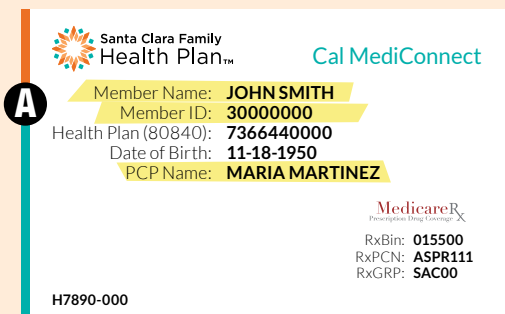 Santa Clara Family
Health Plan™
Cal MediConnect
A
Member Name: JOHN SMITH
Member ID: 30000000
Health Plan (80840): 7366440000
Date of Birth: 11-18-1950
PCP Name: MARIA MARTINEZ
MedicareRx
Prescription Drug Coverage
RxBin: 015500
RxPCN: ASPR111
RxGRP: SAC00
H7890-000